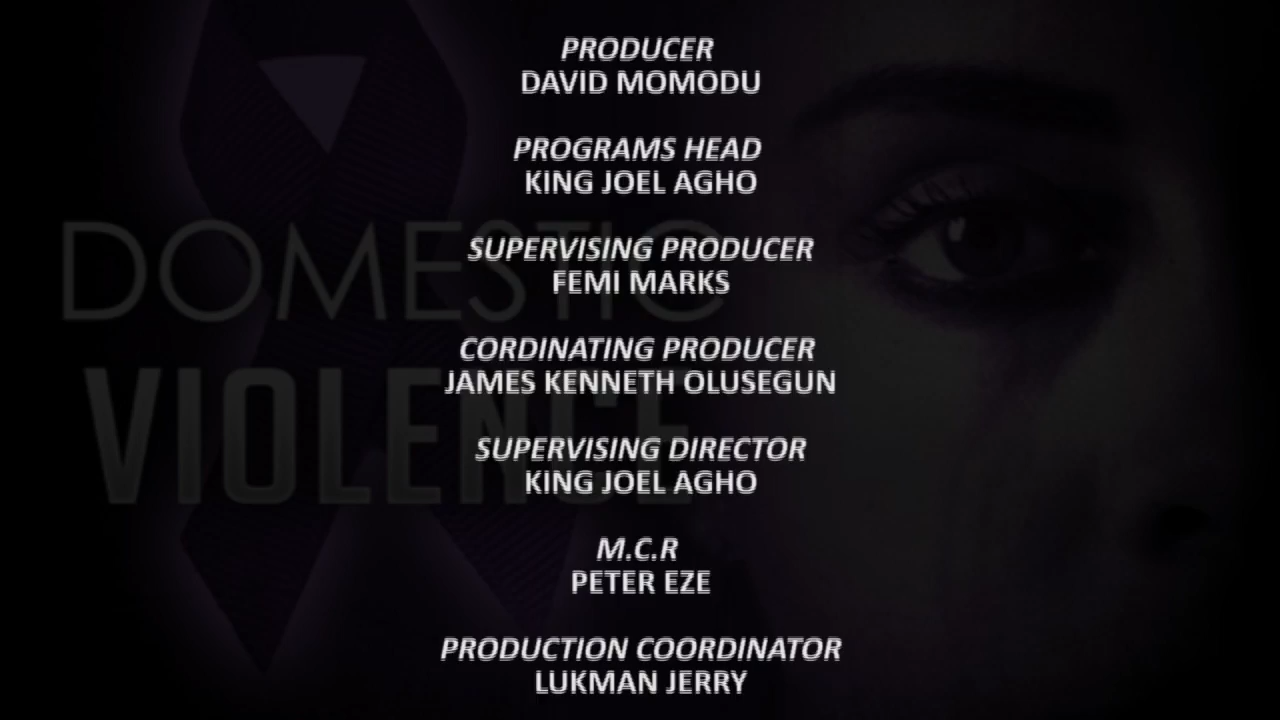 PRODUCER
DAVID MOMODU
PROGRAMS HEAD
KING JOEL AGHO
SUPERVISING PRODUCER
FEMI MARKS
CORDINATING PRODUCER
JAMES KENNETH OLUSEGUN
SUPERVISING DIRECTOR
KING JOEL AGHO
M.C.R
PETER EZE
PRODUCTION COORDINATOR
LUKMAN JERRY
DOMESTIC
VIOLENCE